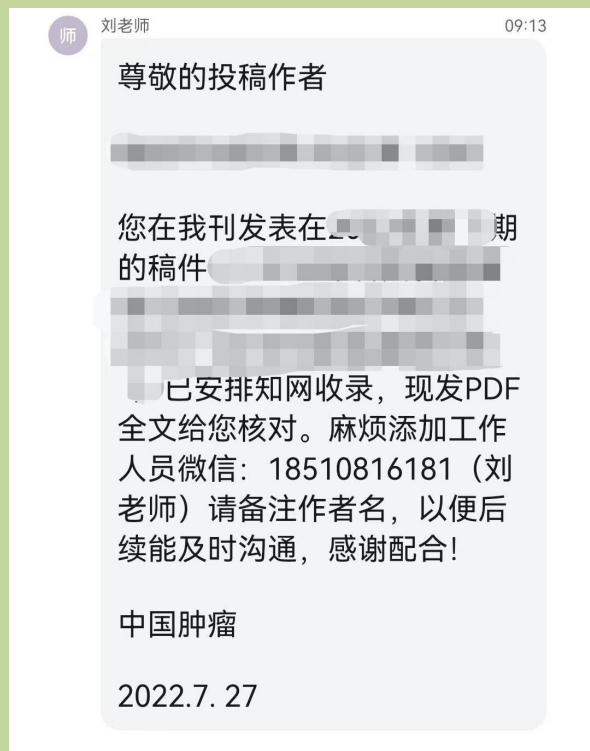 师
刘老师 09:13
尊敬的投稿作者
您在我刊发表在 期
的稿件
已安排知网收录，现发PDF
全文给您核对。麻烦添加工作
人员微信：18510816181（刘
老师）请备注作者名，以便后
续能及时沟通，感谢配合！
中国肿瘤
2022.7. 27